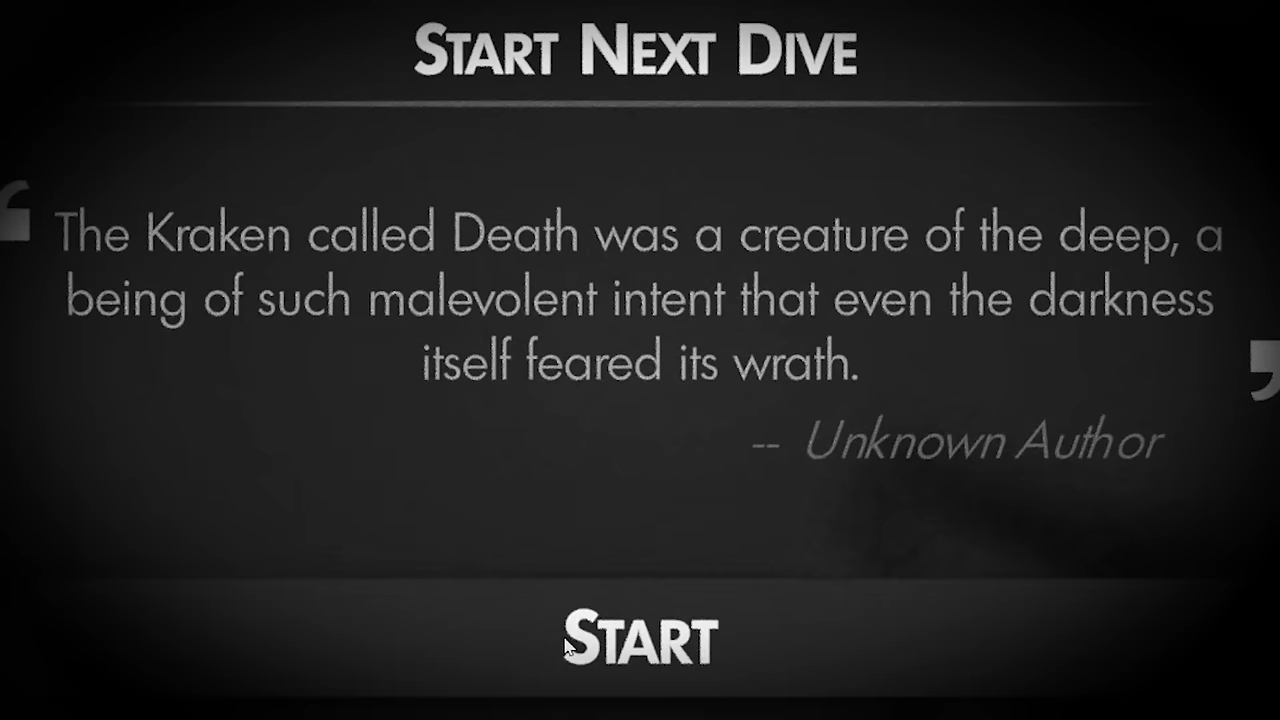 START NEXT DIVE
‘ The Kraken called Death was a creature of the deep, a
being of such malevolent intent that even the darkness
itself feared its wrath. ’
-- Unknown Author
START